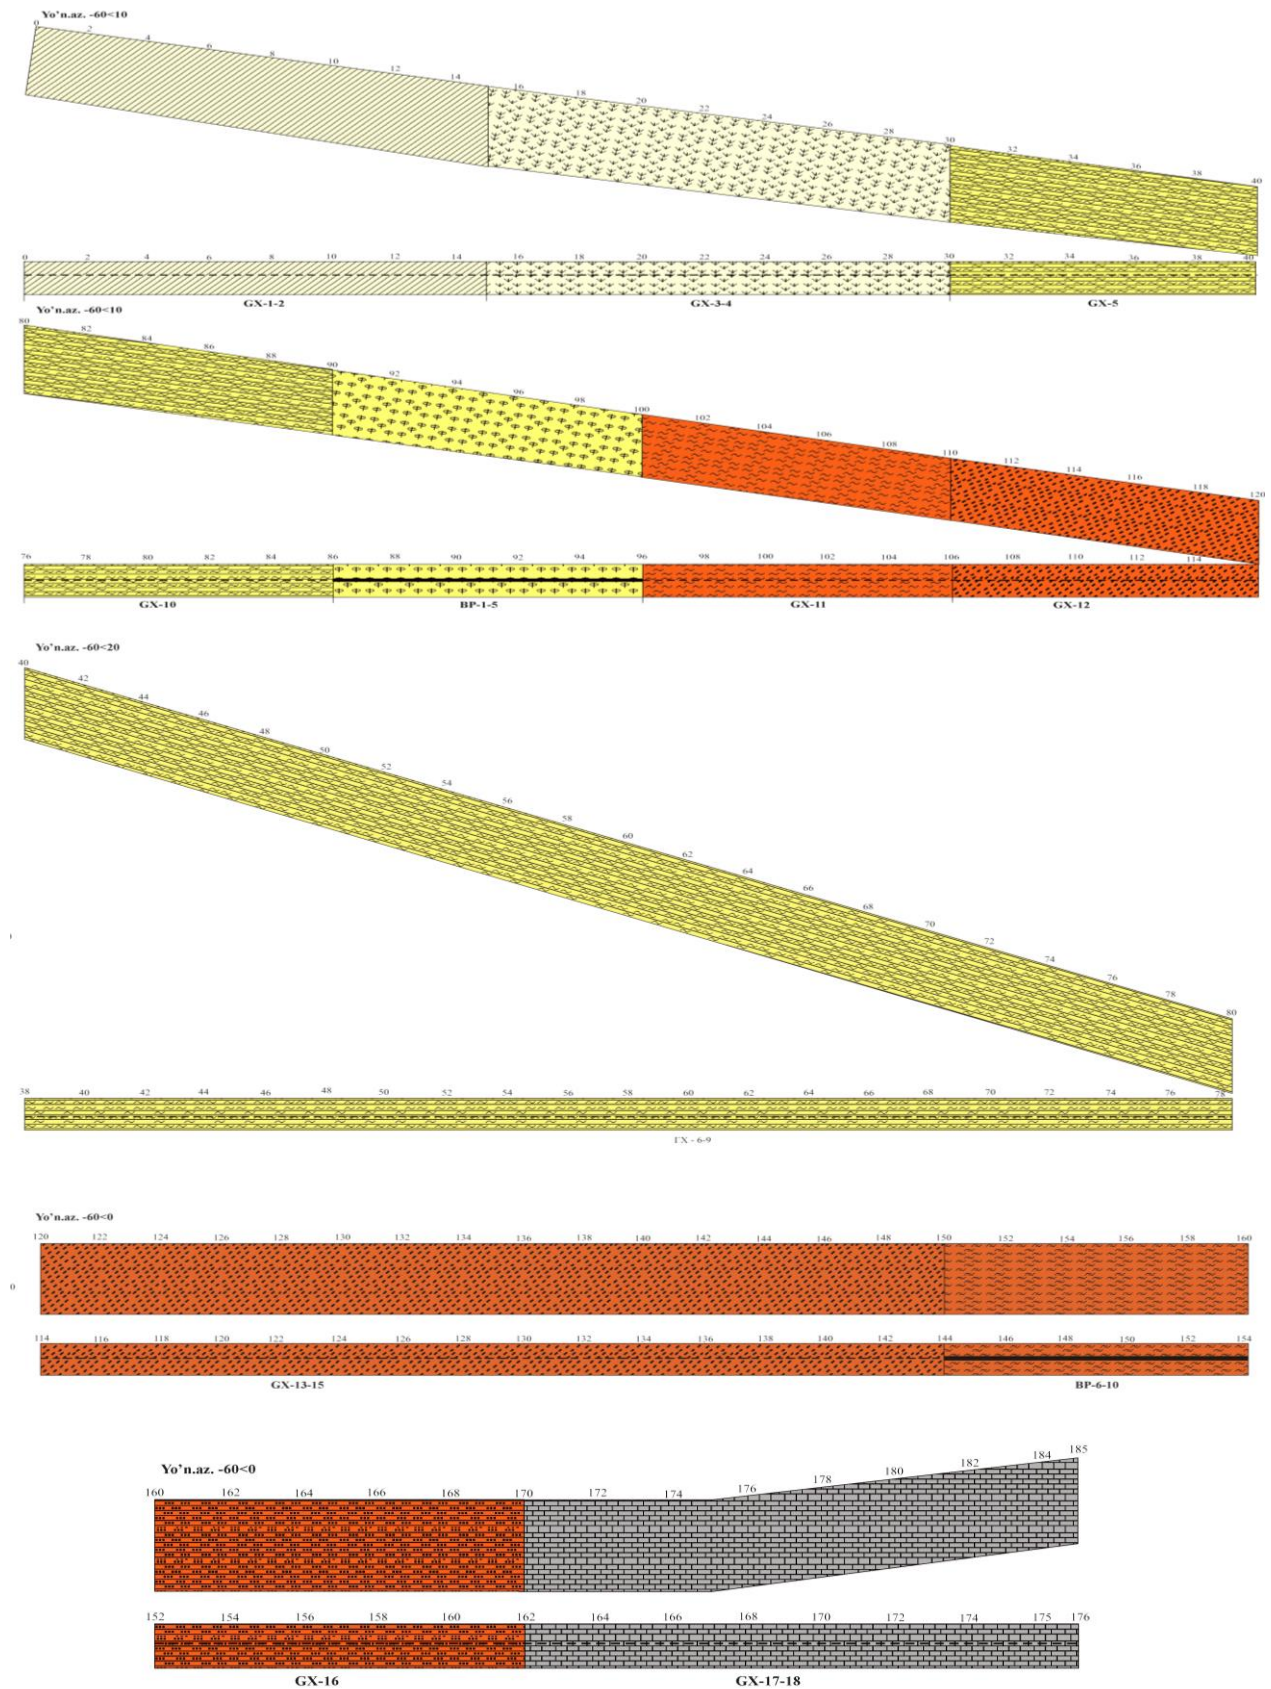 Yo'n.az. -60<10
0 2 4 6 8 10 12 14 16 18 20 22 24 26 28 30 32 34 36 38 40
0 2 4 6 8 10 12 14 16 18 20 22 24 26 28 30 32 34 36 38 40
GX-1-2 GX-3-4 GX-5
Yo'n.az. -60<10
80 82 84 86 88 90 92 94 96 98 100 102 104 106 108 110 112 114 116 118 120
76 78 80 82 84 86 88 90 92 94 96 98 100 102 104 106 108 110 112 114
GX-10 BP-1-5 GX-11 GX-12
Yo'n.az. -60<20
40 42 44 46 48 50 52 54 56 58 60 62 64 66 68 70 72 74 76 78 80
38 40 42 44 46 48 50 52 54 56 58 60 62 64 66 68 70 72 74 76 78
ГХ - 6-9
Yo'n.az. -60<0
120 122 124 126 128 130 132 134 136 138 140 142 144 146 148 150 152 154 156 158 160
0
114 116 118 120 122 124 126 128 130 132 134 136 138 140 142 144 146 148 150 152 154
GX-13-15 BP-6-10
Yo'n.az. -60<0
160 162 164 166 168 170 172 174 176 178 180 182 184 185
152 154 156 158 160 162 164 166 168 170 172 174 175 176
GX-16 GX-17-18